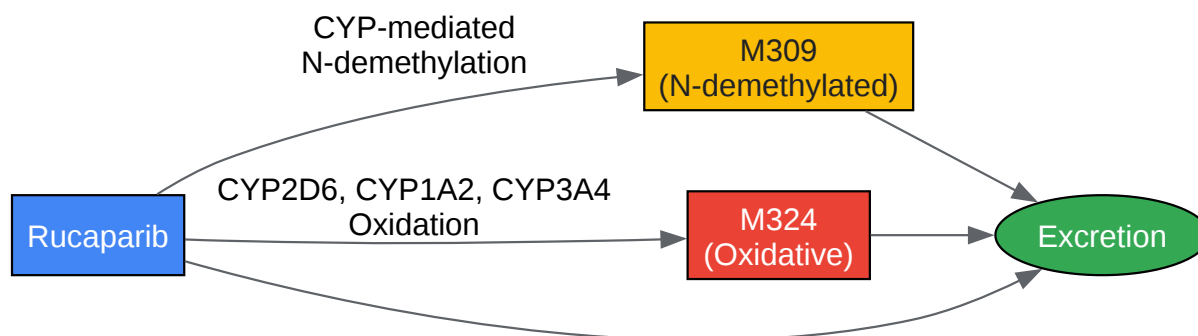 CYP-mediated
N-demethylation
M309
(N-demethylated)
Rucaparib
CYP2D6, CYP1A2, CYP3A4
Oxidation
M324
(Oxidative)
Excretion